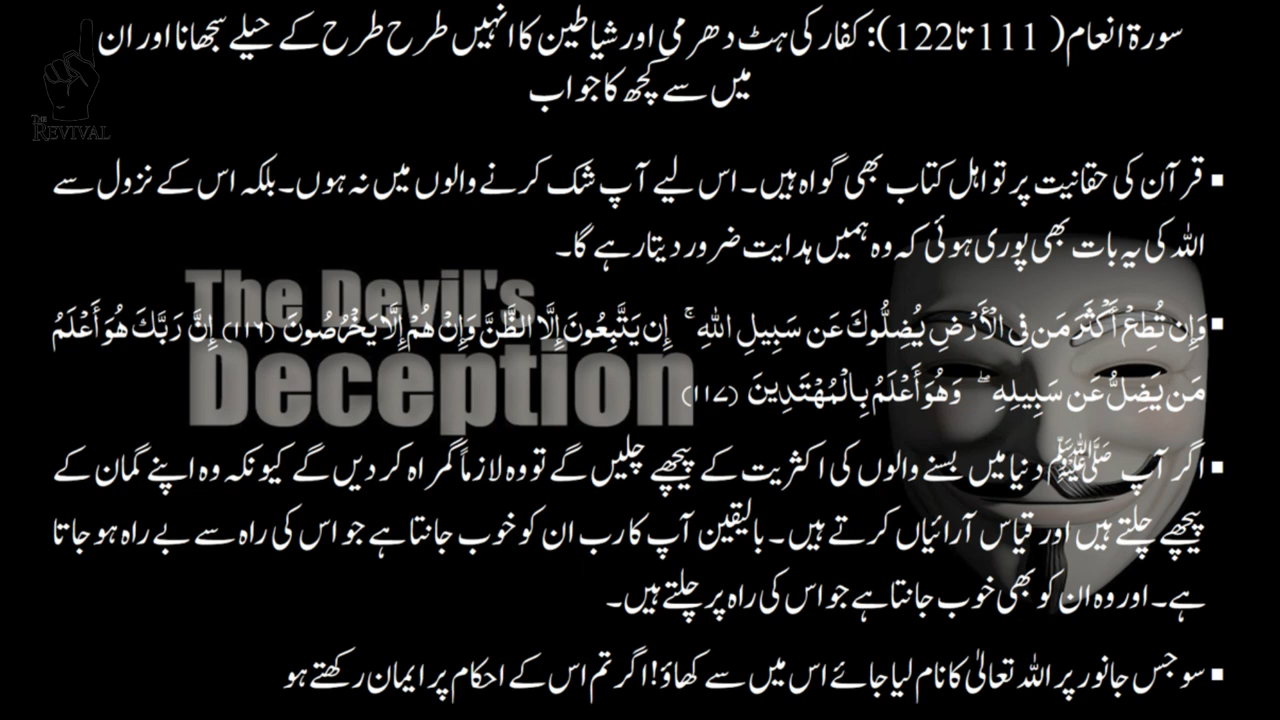 سورۃ انعام( 111 تا 122): کفار کی ہٹ دھرمی اور شیاطین کا انہیں طرح طرح کے حیلے سجھانا اور ان
میں سے کچھ کا جواب
THE
REVIVAL
▪ قرآن کی حقانیت پر تو اہل کتاب بھی گواہ ہیں۔ اس لیے آپ شک کرنے والوں میں نہ ہوں۔ بلکہ اس کے نزول سے
اللہ کی یہ بات بھی پوری ہوئی کہ وہ ہمیں ہدایت ضرور دیتا رہے گا۔
The Devil's
Deception
▪ وَإِن تُطِعْ أَكْثَرَ مَن فِى الْأَرْضِ يُضِلُّوكَ عَن سَبِيلِ اللهِ ۚ إِن يَتَّبِعُونَ إِلَّا الظَّنَّ وَإِنْ هُمْ إِلَّا يَخْرُصُونَ (١١٦) إِنَّ رَبَّكَ هُوَ أَعْلَمُ
مَن يَضِلُّ عَن سَبِيلِهِ ۖ وَهُوَ أَعْلَمُ بِالْمُهْتَدِينَ (١١٧)
▪ اگر آپ ﷺ دنیا میں بسنے والوں کی اکثریت کے پیچھے چلیں گے تو وہ لازماً گمراہ کر دیں گے کیونکہ وہ اپنے گمان کے
پیچھے چلتے ہیں اور قیاس آرائیاں کرتے ہیں۔ بالیقین آپ کا رب ان کو خوب جانتا ہے جو اس کی راہ سے بے راہ ہو جاتا
ہے۔ اور وہ ان کو بھی خوب جانتا ہے جو اس کی راہ پر چلتے ہیں۔
▪ سو جس جانور پر اللہ تعالیٰ کا نام لیا جائے اس میں سے کھاؤ! اگر تم اس کے احکام پر ایمان رکھتے ہو